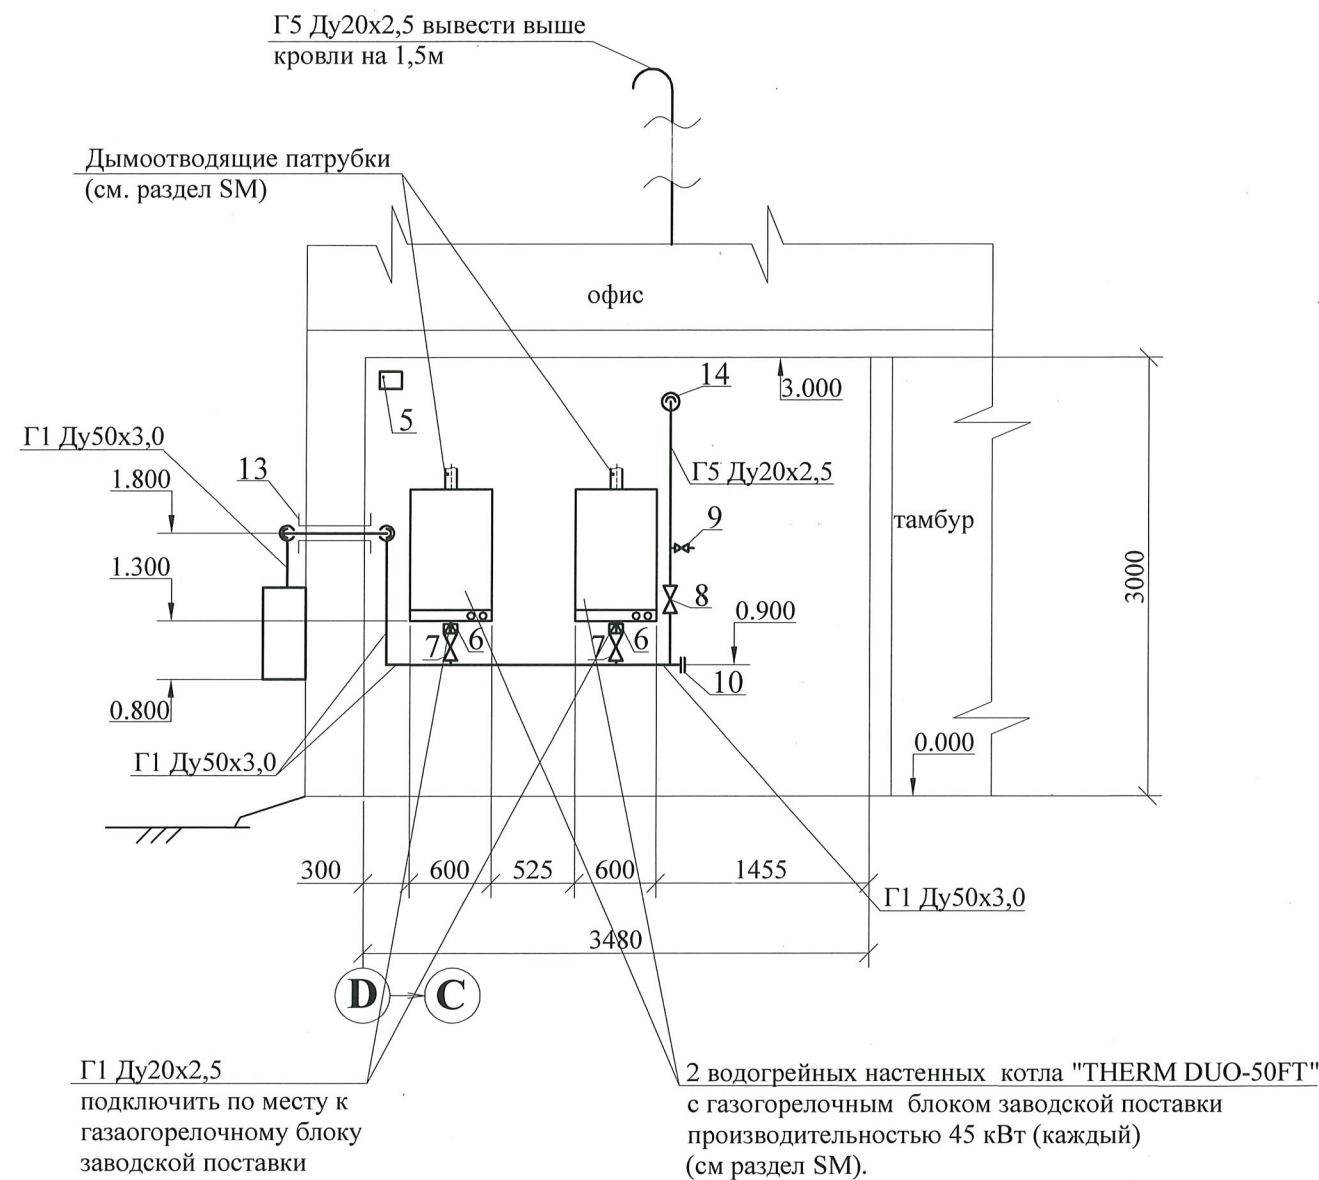 Г5 Ду20х2,5 вывести выше
кровли на 1,5м
Дымоотводящие патрубки
(см. раздел SM)
офис
14
3.000
5
Г1 Ду50х3,0
13
1.800
Г5 Ду20х2,5
9
тамбур
1.300
3000
8
0.900
7
6
7
6
10
0.800
0.000
Г1 Ду50х3,0
300
600
525
600
1455
Г1 Ду50х3,0
3480
D
C
Г1 Ду20х2,5
подключить по месту к
газаогорелочному блоку
заводской поставки
2 водогрейных настенных котла "THERM DUO-50FT"
с газогорелочным блоком заводской поставки
производительностью 45 кВт (каждый)
(см раздел SM).